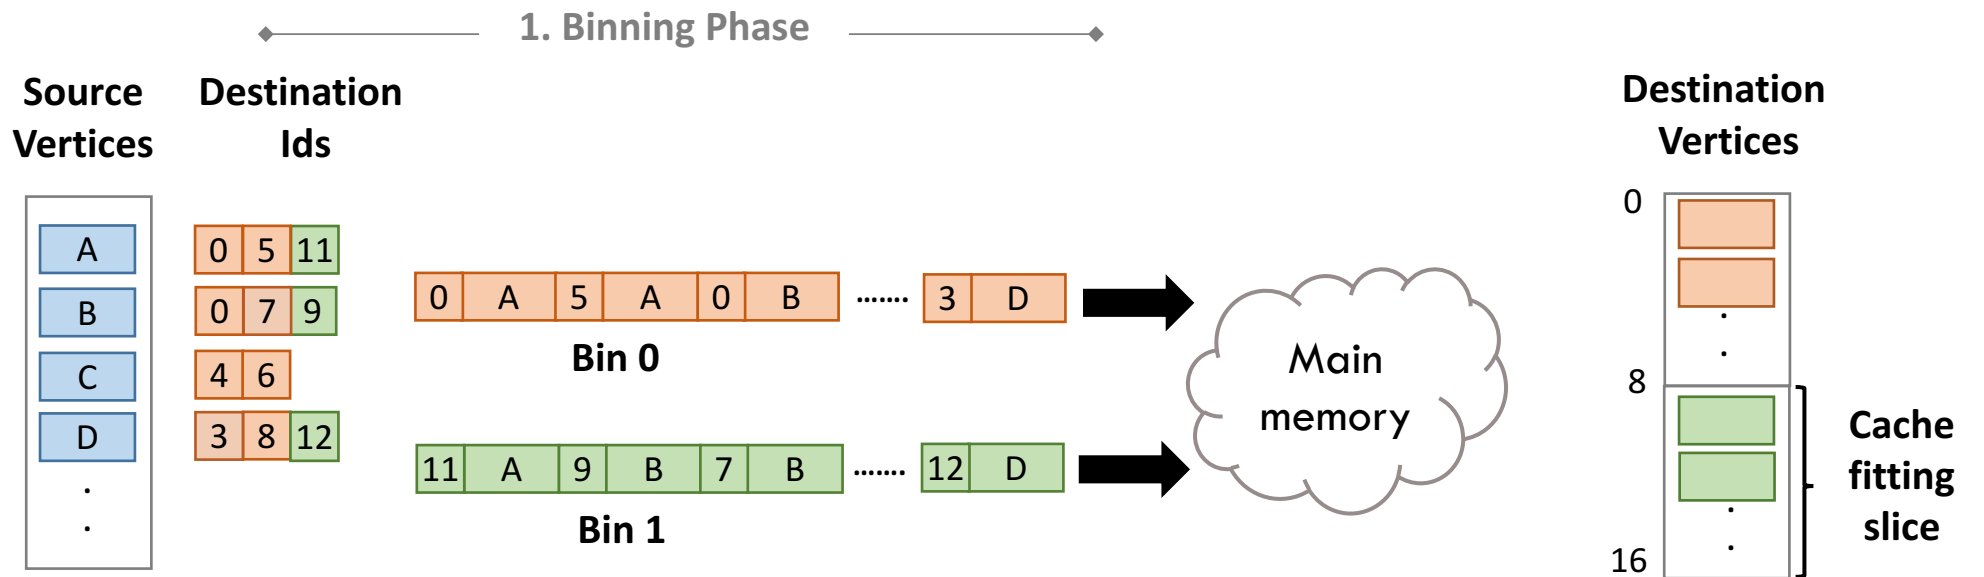 1. Binning Phase
Source
Vertices
Destination
Ids
Destination
Vertices
A
B
C
D
.
.
0 5 11
0 7 9
4 6
3 8 12
0 A 5 A 0 B ....... 3 D
Bin 0
11 A 9 B 7 B ....... 12 D
Bin 1
Main
memory
0
.
.
8
.
.
16
Cache
fitting
slice